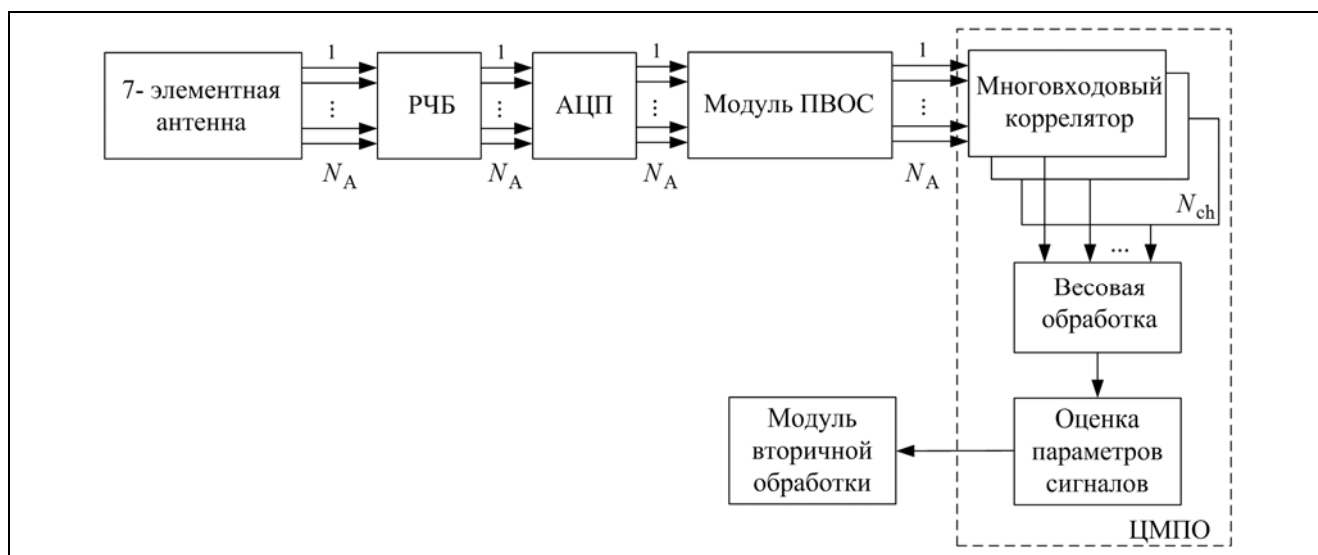 1
1
1
1
7- элементная
антенна
РЧБ
АЦП
Модуль ПВОС
Многовходовый
коррелятор
⋮
⋮
⋮
⋮
N_A
N_A
N_A
N_A
N_ch
...
Весовая
обработка
Модуль
вторичной
обработки
Оценка
параметров
сигналов
ЦМПО